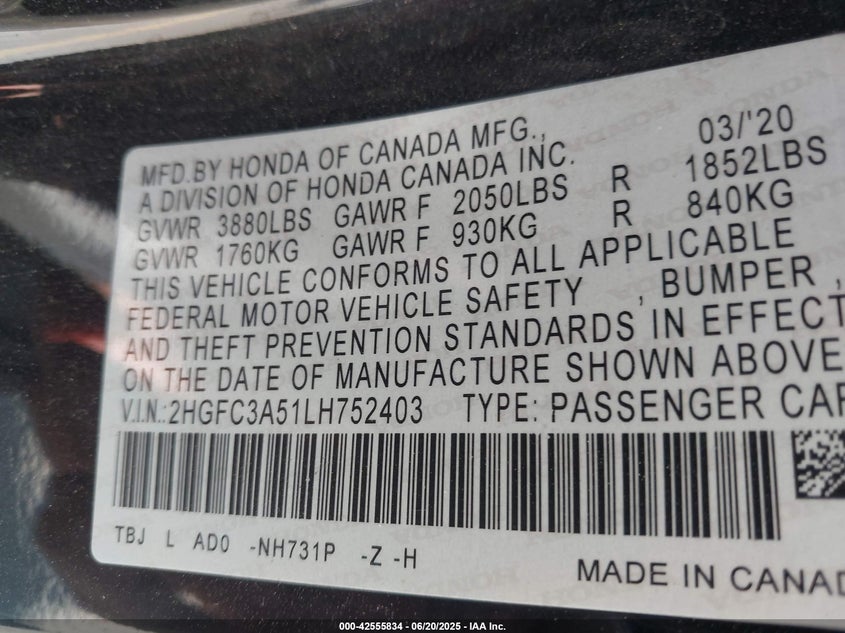 MFD.BY HONDA OF CANADA MFG., 03/'20
A DIVISION OF HONDA CANADA INC.
GVWR 3880LBS GAWR F 2050LBS R 1852LBS
GVWR 1760KG GAWR F 930KG R 840KG
THIS VEHICLE CONFORMS TO ALL APPLICABLE
FEDERAL MOTOR VEHICLE SAFETY , BUMPER ,
AND THEFT PREVENTION STANDARDS IN EFFECT
ON THE DATE OF MANUFACTURE SHOWN ABOVE
V.I.N.:2HGFC3A51LH752403 TYPE: PASSENGER CAR
TBJ L AD0 -NH731P -Z -H
MADE IN CANAD
000-42555834 - 06/20/2025 - IAA Inc.